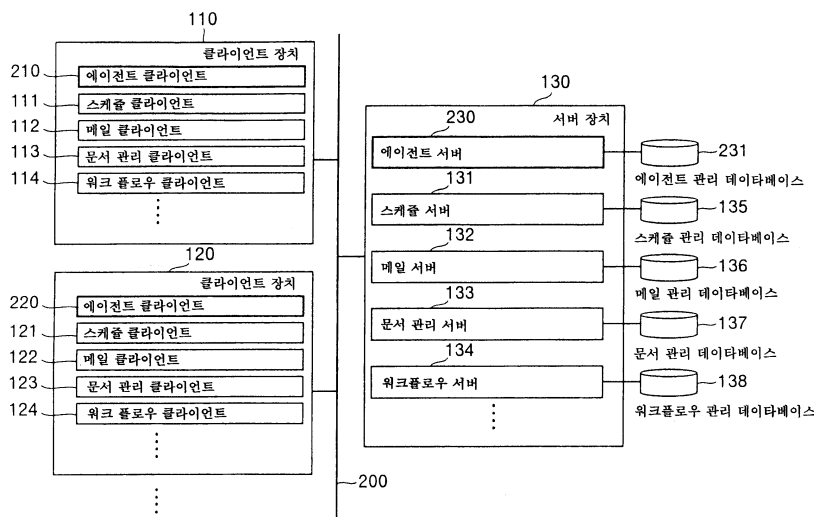 110
클라이언트 장치
210 에이전트 클라이언트
111 스케쥴 클라이언트
112 메일 클라이언트
113 문서 관리 클라이언트
114 워크 플로우 클라이언트
120
클라이언트 장치
220 에이전트 클라이언트
121 스케쥴 클라이언트
122 메일 클라이언트
123 문서 관리 클라이언트
124 워크 플로우 클라이언트
200
130
서버 장치
230
에이전트 서버
231
에이전트 관리 데이타베이스
131
스케쥴 서버
135
스케쥴 관리 데이타베이스
132
메일 서버
136
메일 관리 데이타베이스
133
문서 관리 서버
137
문서 관리 데이타베이스
134
워크플로우 서버
138
워크플로우 관리 데이타베이스